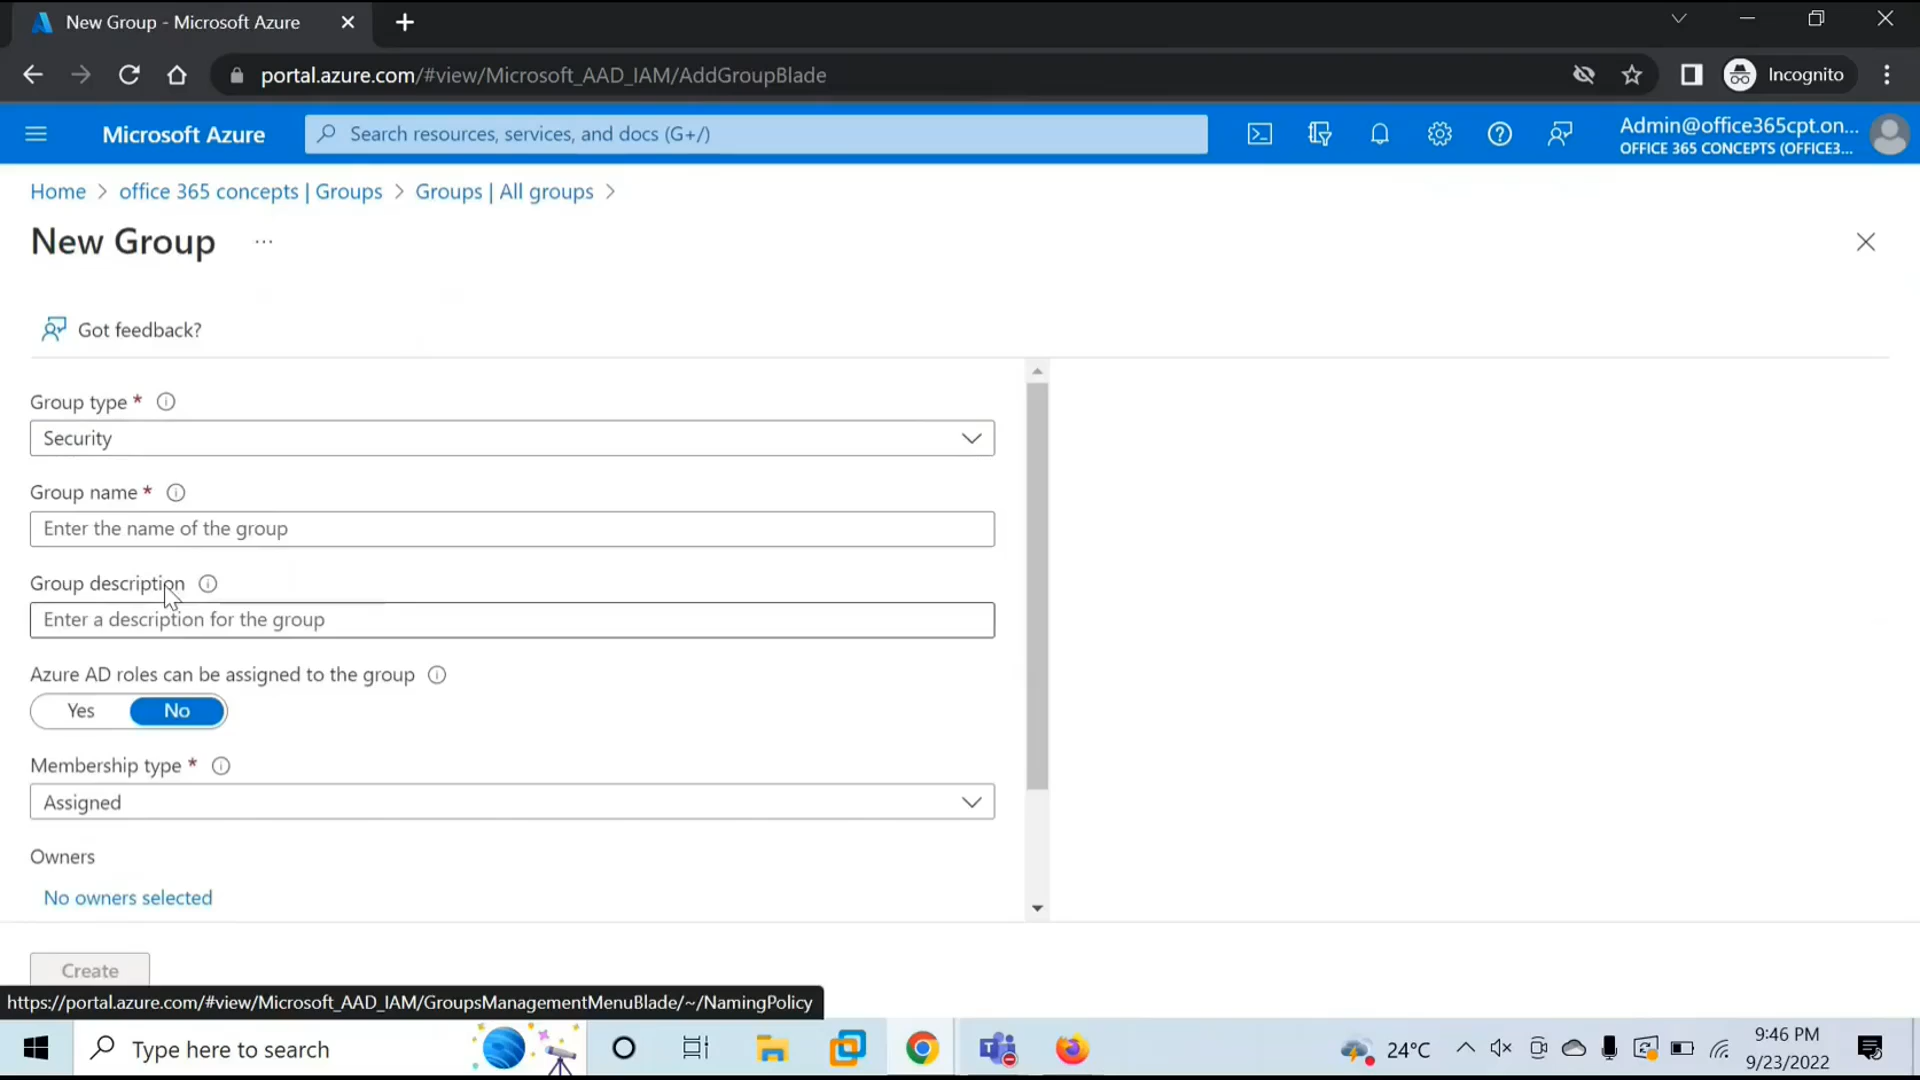 New Group - Microsoft Azure
portal.azure.com/#view/Microsoft_AAD_IAM/AddGroupBlade
Incognito
Microsoft Azure
Search resources, services, and docs (G+/)
Admin@office365cpt.on...
OFFICE 365 CONCEPTS (OFFICE3...
Home > office 365 concepts | Groups > Groups | All groups >
New Group ...
Got feedback?
Group type *
Security
Group name *
Enter the name of the group
Group description
Enter a description for the group
Azure AD roles can be assigned to the group
Yes No
Membership type *
Assigned
Owners
No owners selected
Create
https://portal.azure.com/#view/Microsoft_AAD_IAM/GroupsManagementMenuBlade/~/NamingPolicy
Type here to search
24°C
9:46 PM
9/23/2022